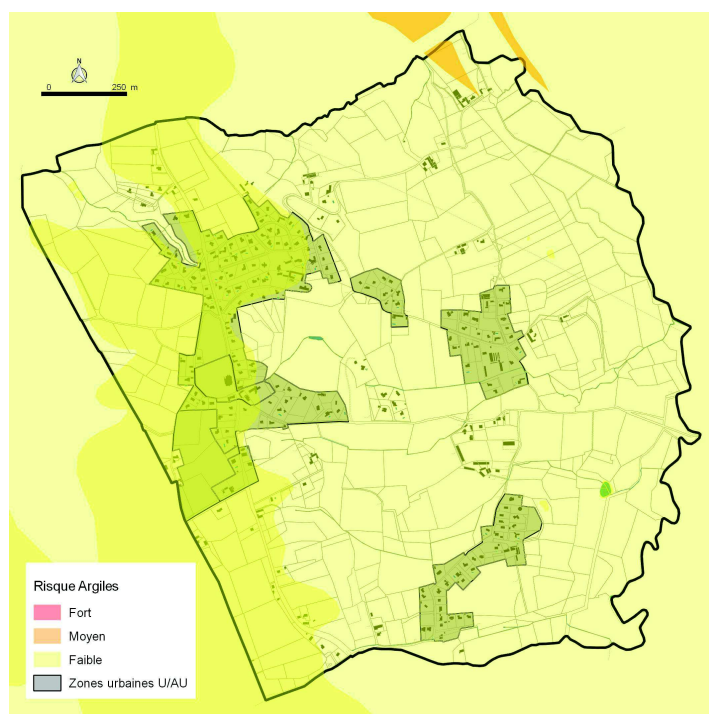 N
0 250 m
Risque Argiles
Fort
Moyen
Faible
Zones urbaines U/AU